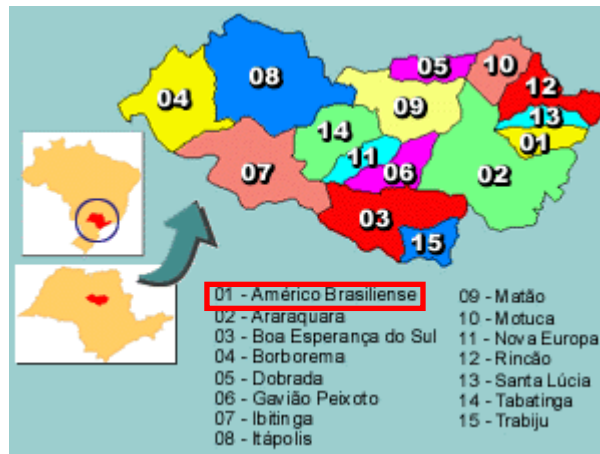 05
10
08
12
04
09
13
14
01
11
07
06
02
03
15
01 - Américo Brasiliense
02 - Araraquara
03 - Boa Esperança do Sul
04 - Borborema
05 - Dobrada
06 - Gavião Peixoto
07 - Ibitinga
08 - Itápolis
09 - Matão
10 - Motuca
11 - Nova Europa
12 - Rincão
13 - Santa Lúcia
14 - Tabatinga
15 - Trabiju